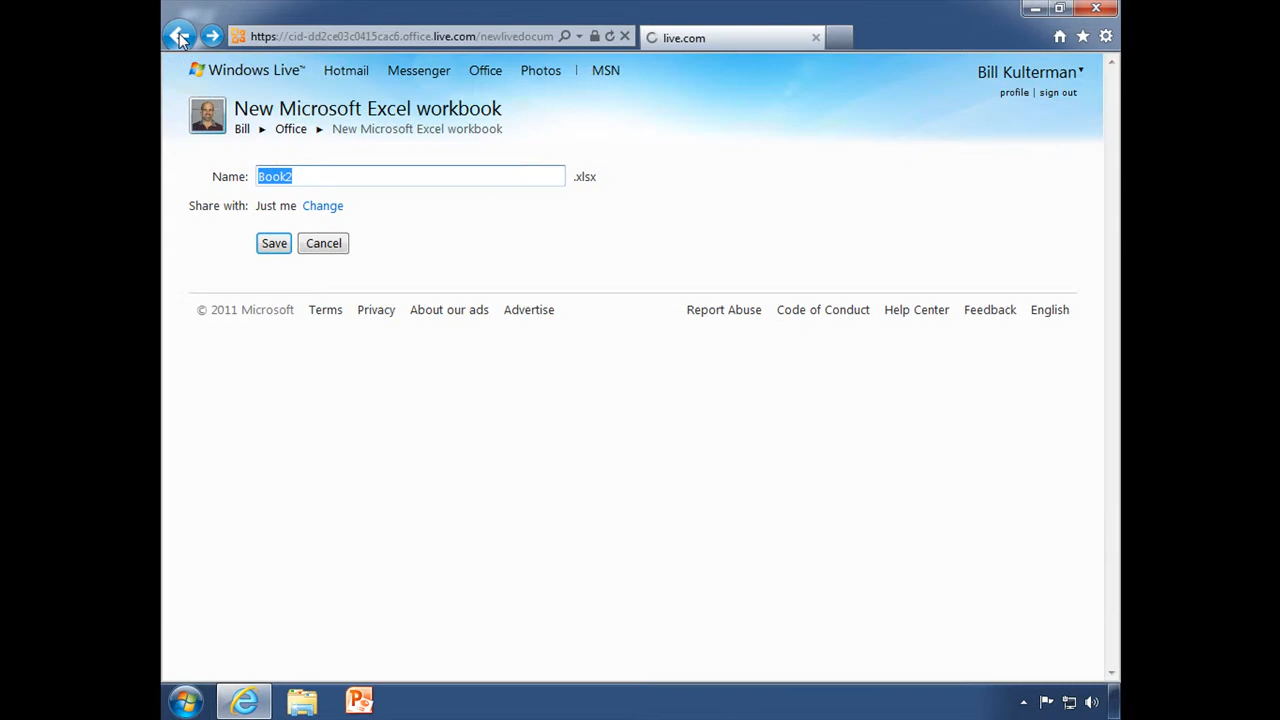 https://cid-dd2ce03c0415cac6.office.live.com/newlivedocum
live.com
Windows Live™ Hotmail Messenger Office Photos | MSN
Bill Kulterman
profile | sign out
New Microsoft Excel workbook
Bill ► Office ► New Microsoft Excel workbook
Name: Book2 .xlsx
Share with: Just me Change
Save Cancel
© 2011 Microsoft Terms Privacy About our ads Advertise Report Abuse Code of Conduct Help Center Feedback English